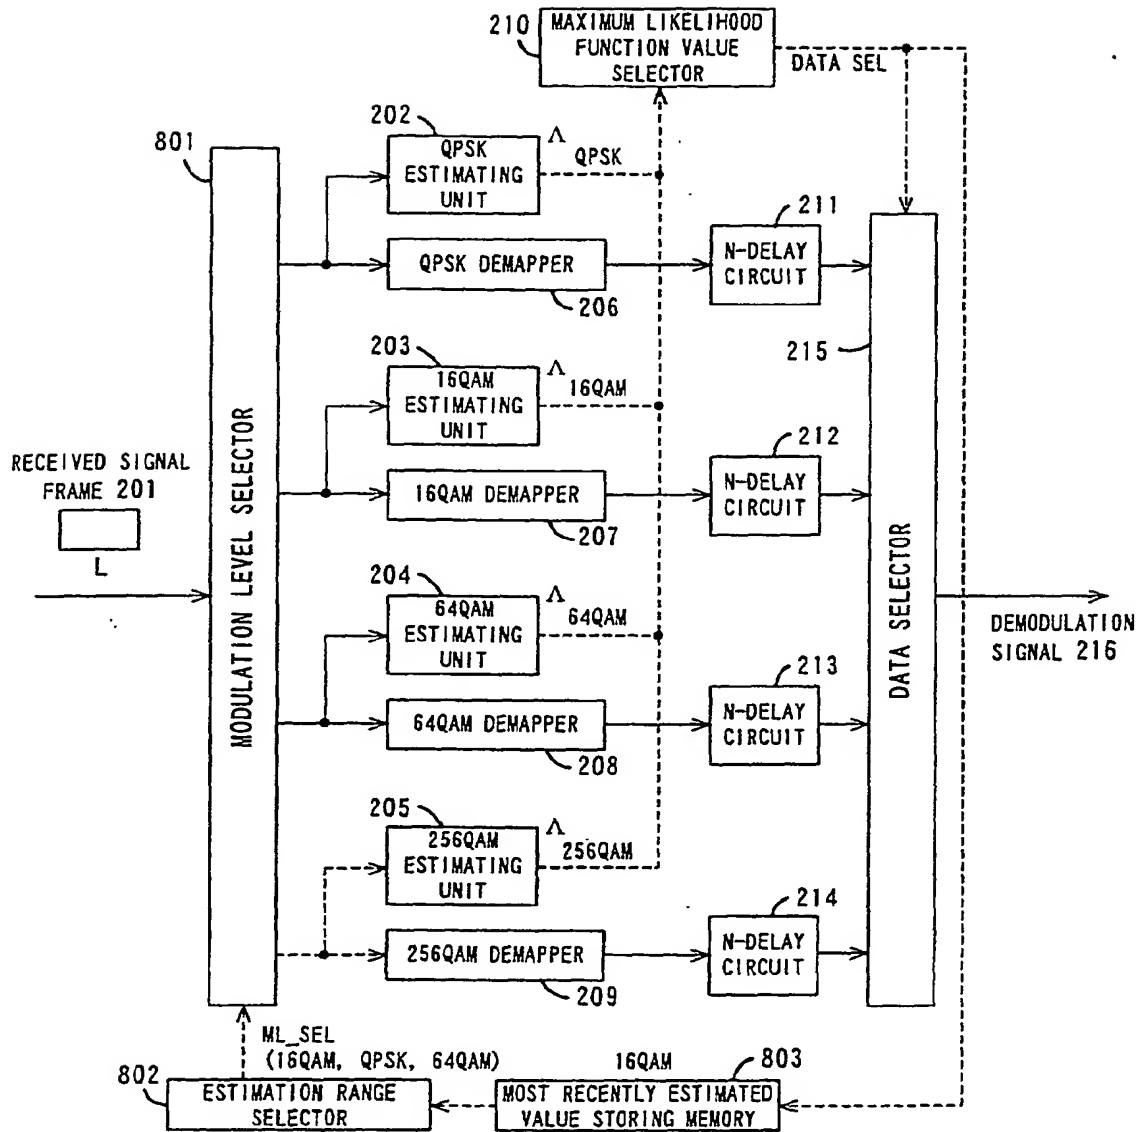 210
MAXIMUM LIKELIHOOD
FUNCTION VALUE
SELECTOR
DATA SEL
801
202
QPSK
ESTIMATING
UNIT
Λ
QPSK
211
N-DELAY
CIRCUIT
QPSK DEMAPPER
206
215
203
16QAM
ESTIMATING
UNIT
Λ
16QAM
212
N-DELAY
CIRCUIT
16QAM DEMAPPER
207
RECEIVED SIGNAL
FRAME 201
L
MODULATION LEVEL SELECTOR
204
64QAM
ESTIMATING
UNIT
Λ
64QAM
DATA SELECTOR
DEMODULATION
SIGNAL 216
213
N-DELAY
CIRCUIT
64QAM DEMAPPER
208
205
256QAM
ESTIMATING
UNIT
Λ
256QAM
214
N-DELAY
CIRCUIT
256QAM DEMAPPER
209
ML_SEL
(16QAM, QPSK, 64QAM)
16QAM
803
802
ESTIMATION RANGE
SELECTOR
MOST RECENTLY ESTIMATED
VALUE STORING MEMORY